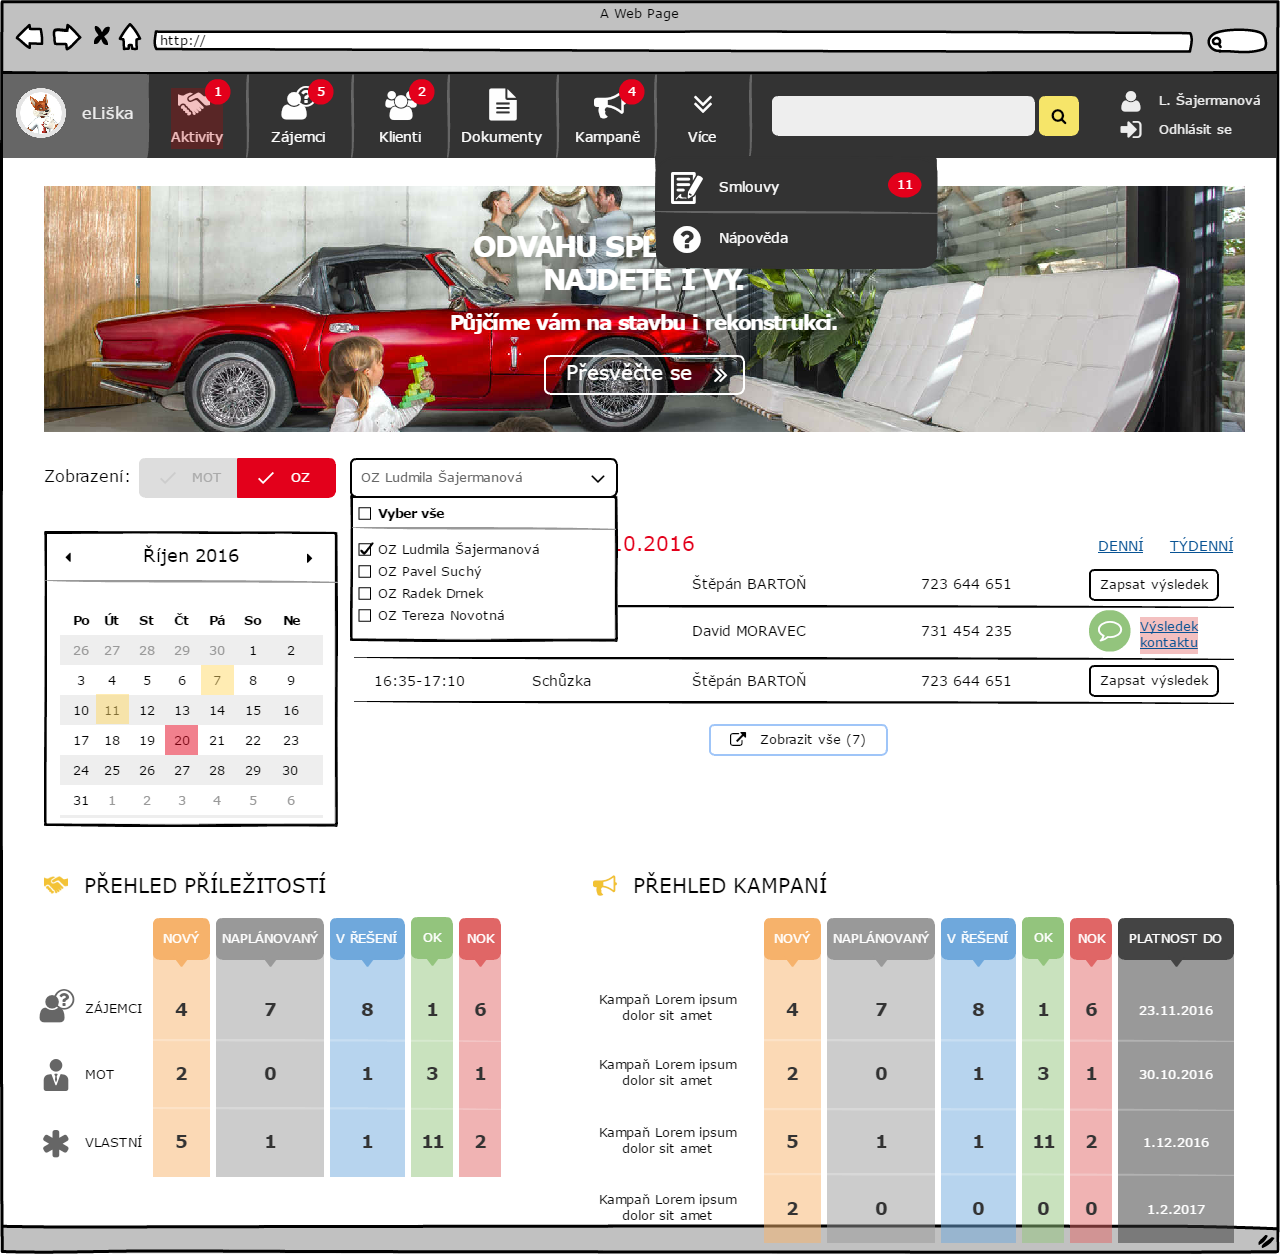 A Web Page
http://
eLiška
1
Aktivity
5
Zájemci
2
Klienti
Dokumenty
4
Kampaně
Více
L. Šajermanová
Odhlásit se
Smlouvy
11
Nápověda
ODVÁHU SPL
NAJDETE I VY.
Půjčíme vám na stavbu i rekonstrukci.
Přesvěčte se
Zobrazení:
MOT
OZ
OZ Ludmila Šajermanová
Vyber vše
OZ Ludmila Šajermanová
OZ Pavel Suchý
OZ Radek Drnek
OZ Tereza Novotná
Říjen 2016
Po Út St Čt Pá So Ne
26 27 28 29 30 1 2
3 4 5 6 7 8 9
10 11 12 13 14 15 16
17 18 19 20 21 22 23
24 25 26 27 28 29 30
31 1 2 3 4 5 6
10.2016
DENNÍ TÝDENNÍ
Štěpán BARTOŇ 723 644 651 Zapsat výsledek
David MORAVEC 731 454 235 Výsledek
kontaktu
16:35-17:10 Schůzka Štěpán BARTOŇ 723 644 651 Zapsat výsledek
Zobrazit vše (7)
PŘEHLED PŘÍLEŽITOSTÍ
NOVÝ NAPLÁNOVANÝ V ŘEŠENÍ OK NOK
ZÁJEMCI 4 7 8 1 6
MOT 2 0 1 3 1
VLASTNÍ 5 1 1 11 2
PŘEHLED KAMPANÍ
NOVÝ NAPLÁNOVANÝ V ŘEŠENÍ OK NOK PLATNOST DO
Kampaň Lorem ipsum
dolor sit amet
4 7 8 1 6 23.11.2016
Kampaň Lorem ipsum
dolor sit amet
2 0 1 3 1 30.10.2016
Kampaň Lorem ipsum
dolor sit amet
5 1 1 11 2 1.12.2016
Kampaň Lorem ipsum
dolor sit amet
2 0 0 0 0 1.2.2017